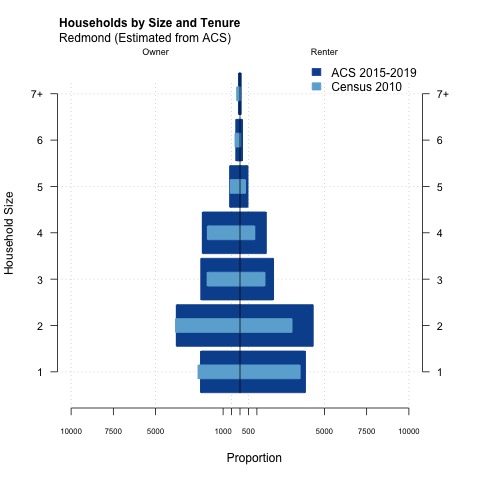 Households by Size and Tenure
Redmond (Estimated from ACS)
Owner
Renter
ACS 2015-2019
Census 2010
7+
7+
6
6
5
5
4
4
3
3
2
2
1
1
Household Size
10000 7500 5000 1000 500 5000 7500 10000
Proportion